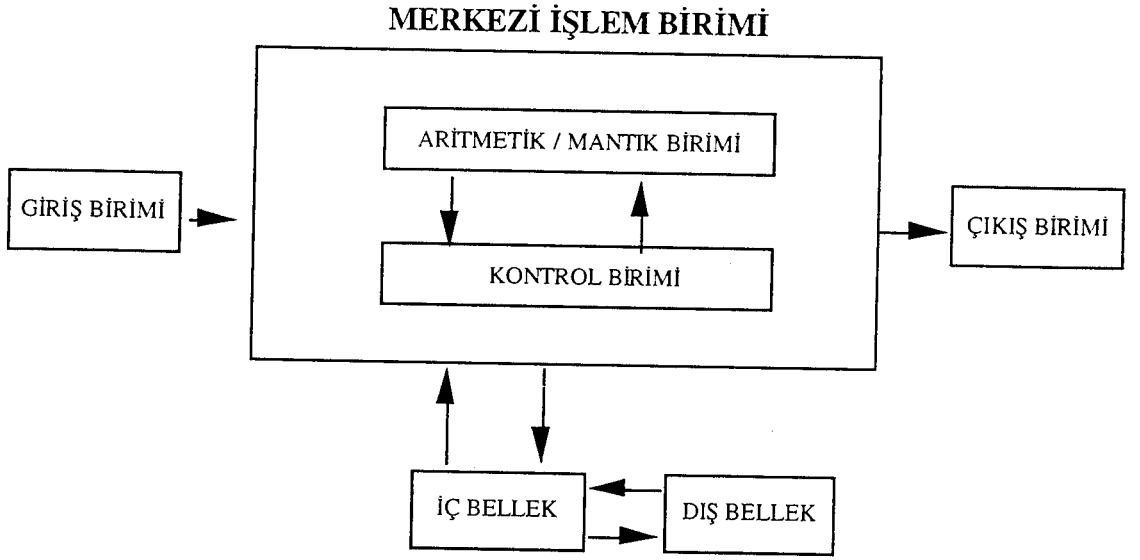 MERKEZİ İŞLEM BİRİMİ
ARİTMETİK / MANTIK BİRİMİ
GİRİŞ BİRİMİ
ÇIKIŞ BİRİMİ
KONTROL BİRİMİ
İÇ BELLEK
DIŞ BELLEK